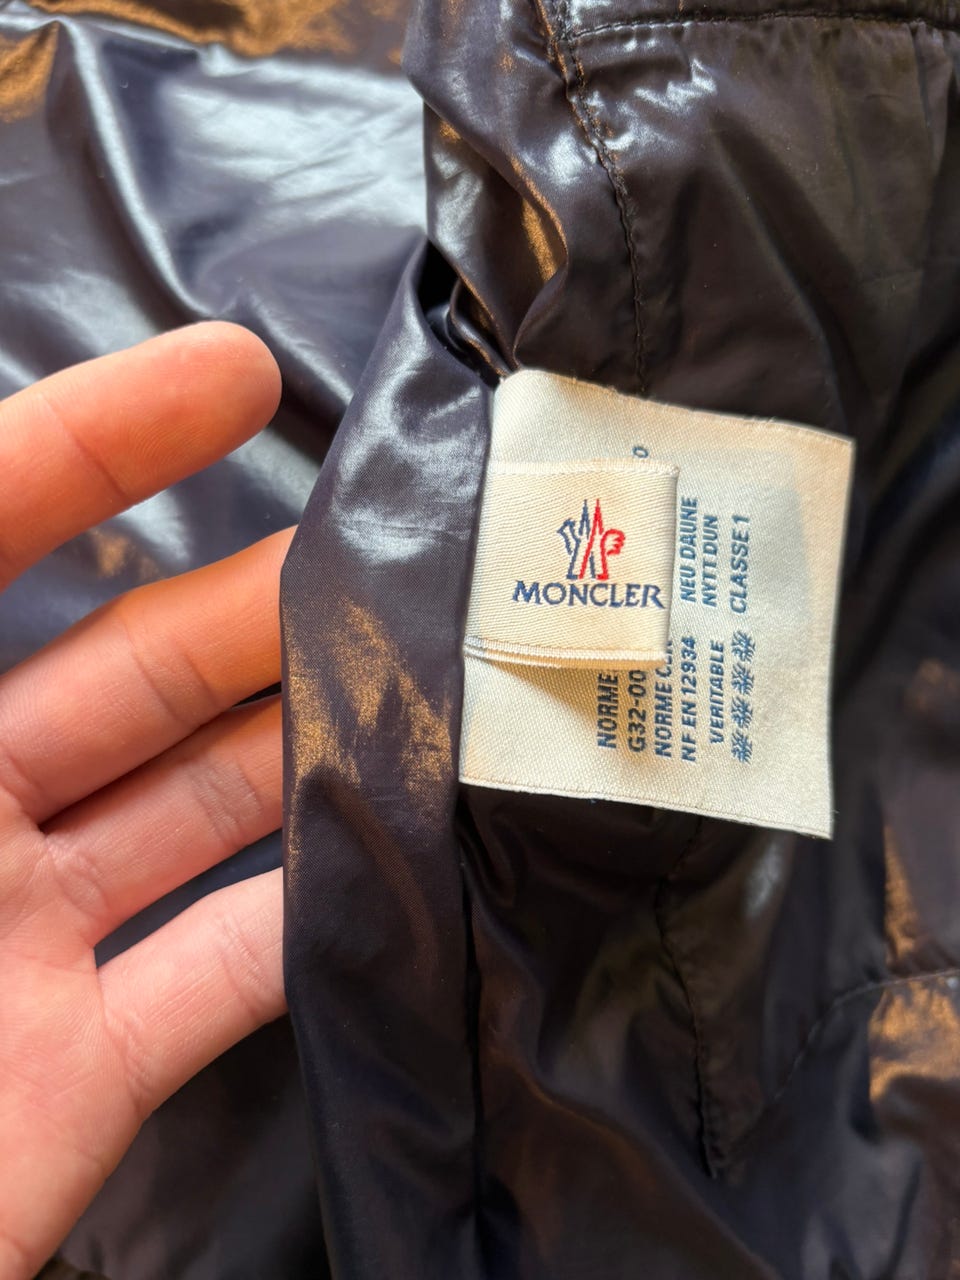 MONCLER
NORME
G32-00
NORME
NF EN 12934 NEU DAUNE
VERITABLE NYTT DUN
CLASSE 1